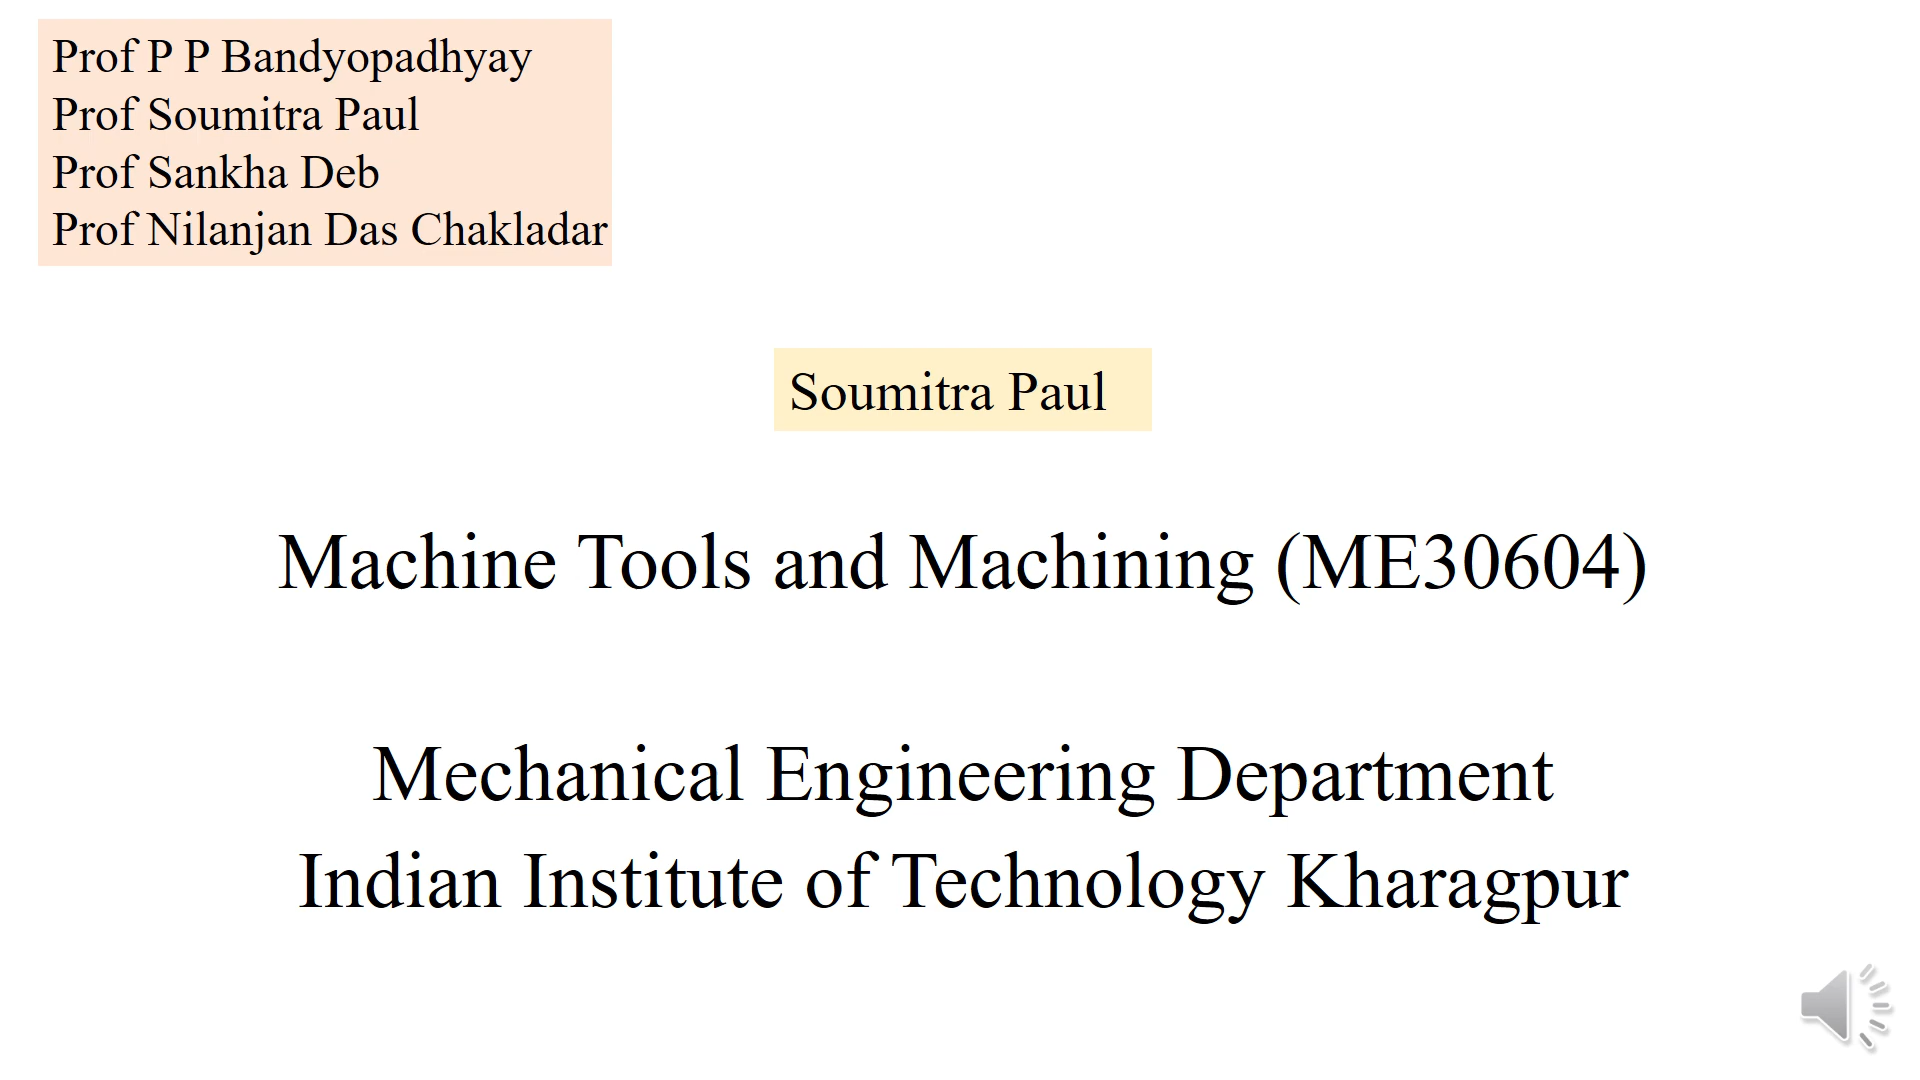 Prof P P Bandyopadhyay
Prof Soumitra Paul
Prof Sankha Deb
Prof Nilanjan Das Chakladar
Soumitra Paul
Machine Tools and Machining (ME30604)
Mechanical Engineering Department
Indian Institute of Technology Kharagpur